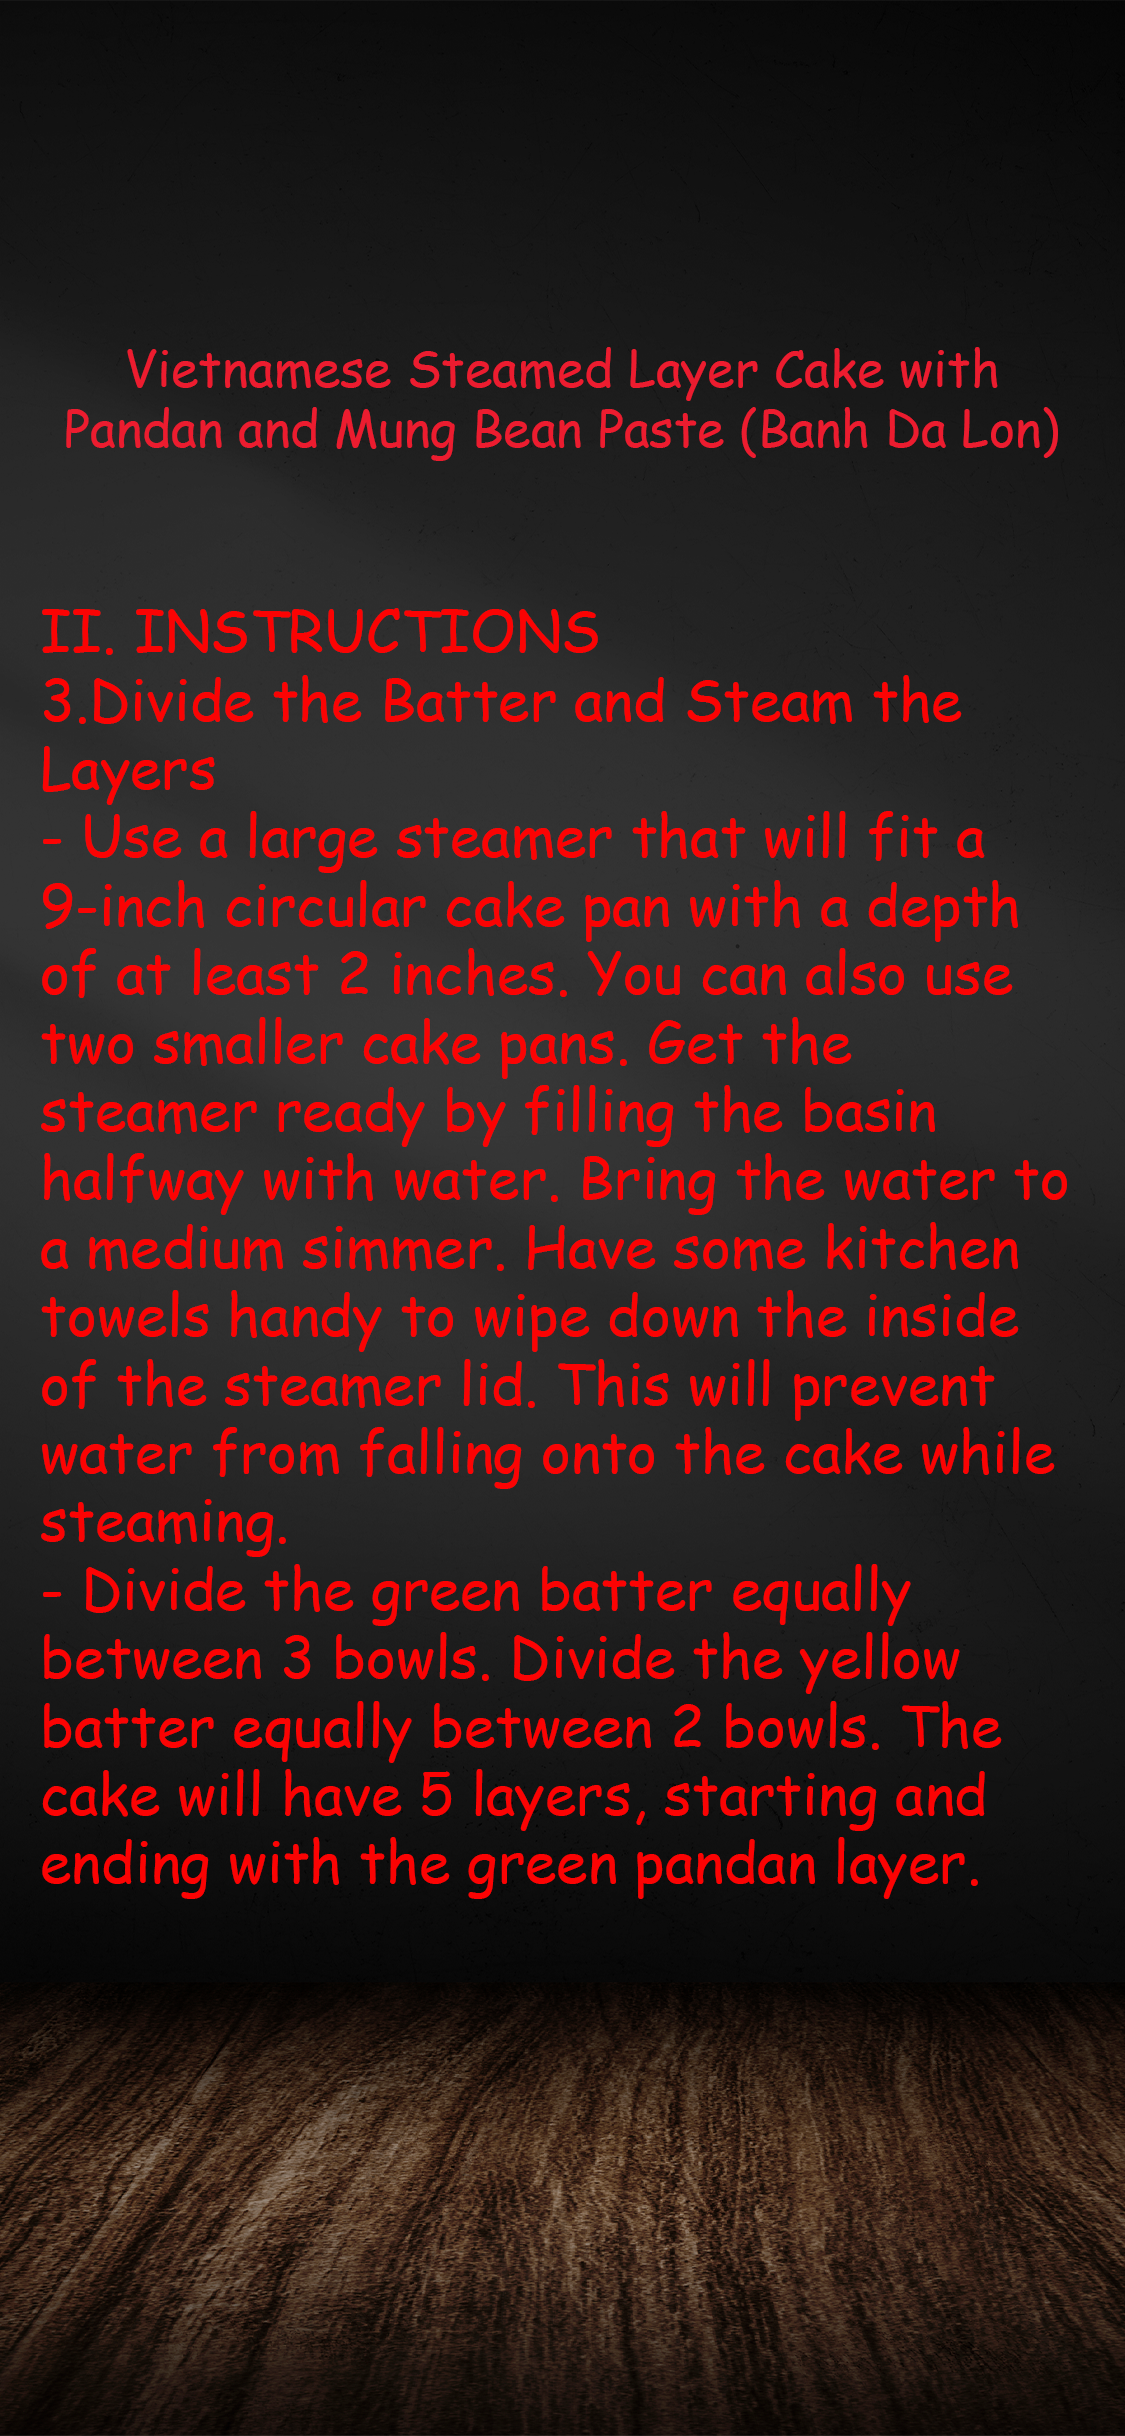 Vietnamese Steamed Layer Cake with
Pandan and Mung Bean Paste (Banh Da Lon)
II. INSTRUCTIONS
3.Divide the Batter and Steam the
Layers
- Use a large steamer that will fit a
9-inch circular cake pan with a depth
of at least 2 inches. You can also use
two smaller cake pans. Get the
steamer ready by filling the basin
halfway with water. Bring the water to
a medium simmer. Have some kitchen
towels handy to wipe down the inside
of the steamer lid. This will prevent
water from falling onto the cake while
steaming.
- Divide the green batter equally
between 3 bowls. Divide the yellow
batter equally between 2 bowls. The
cake will have 5 layers, starting and
ending with the green pandan layer.